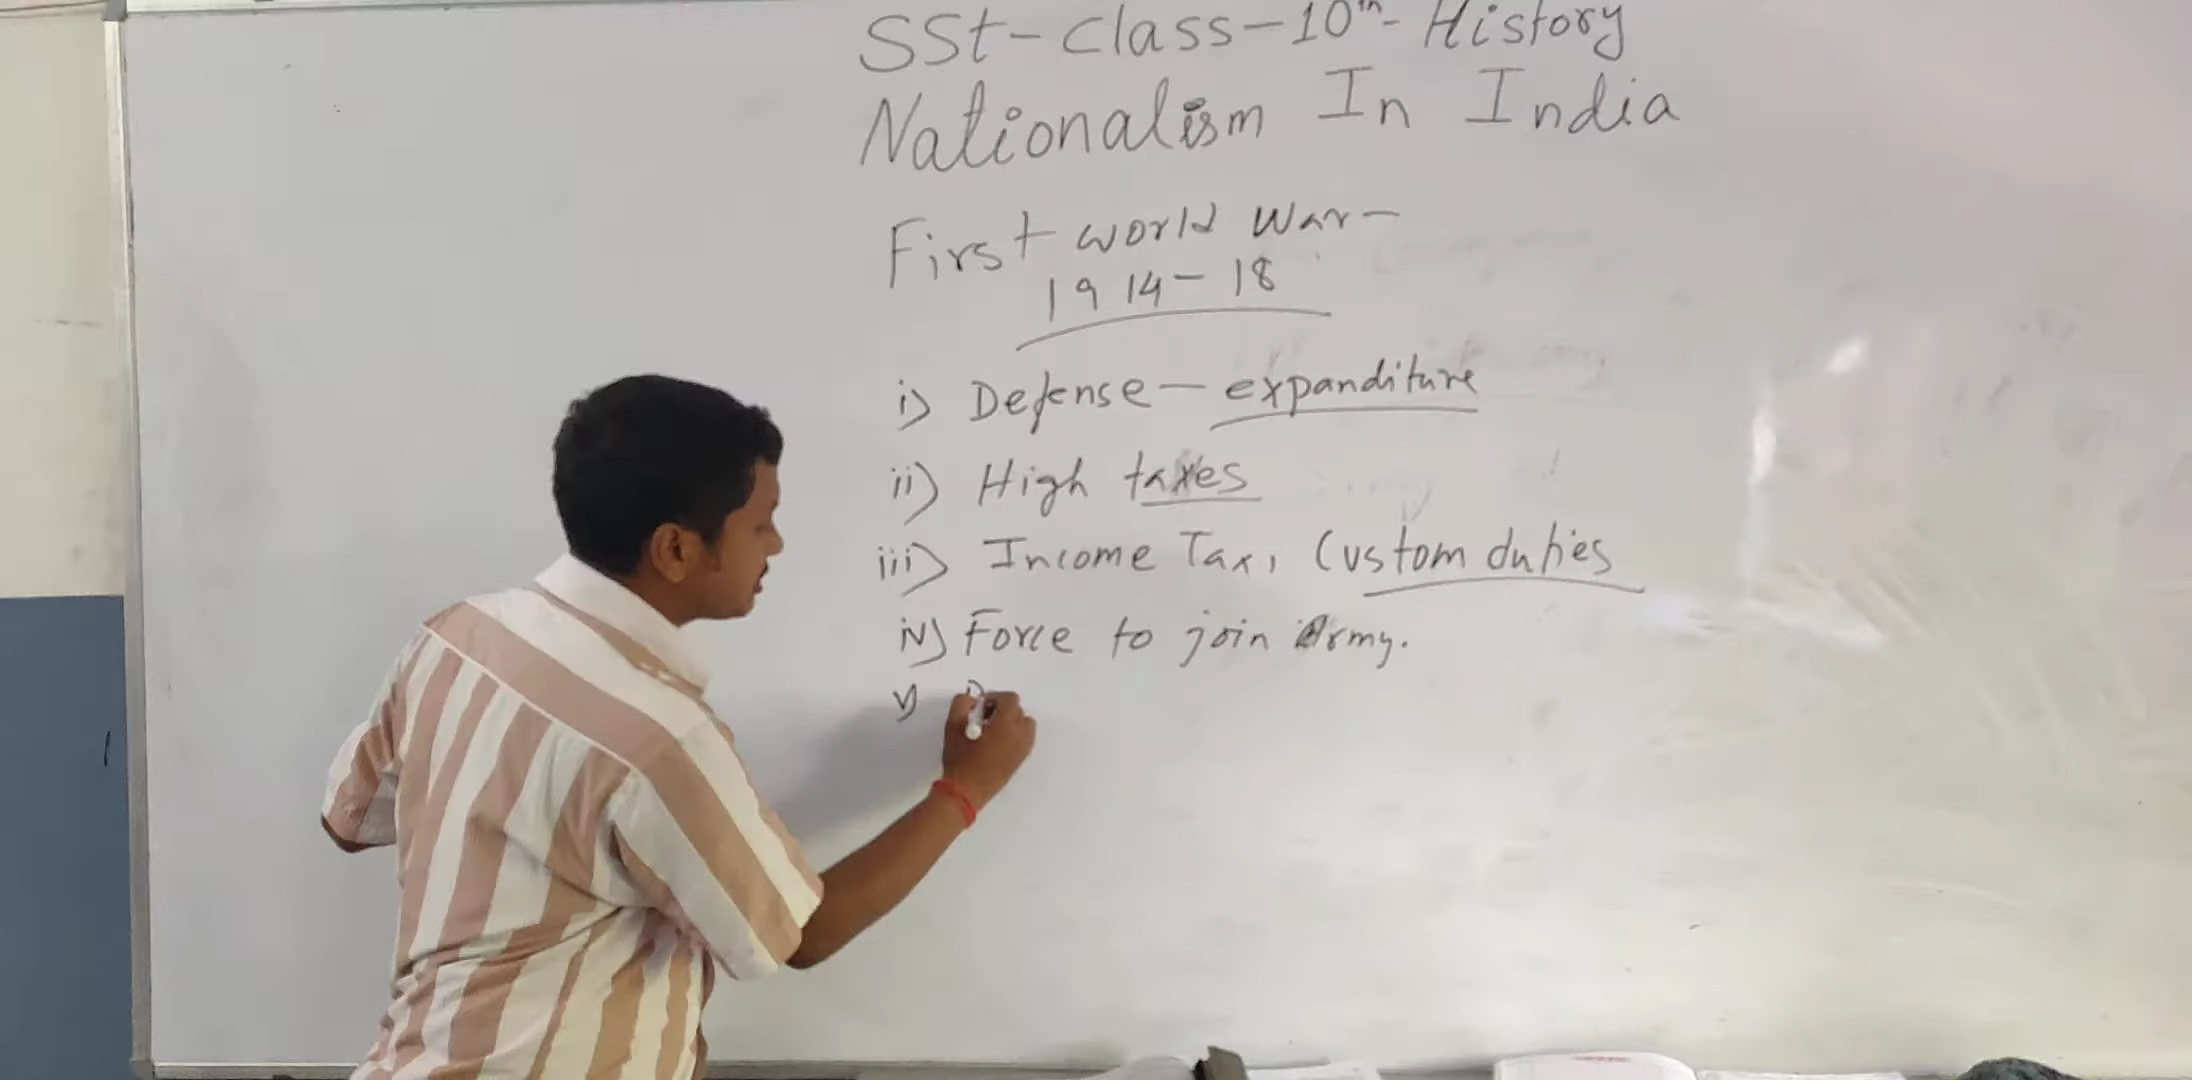 SSt-class-10th- History
Nationalism In India
First world war-
1914-18
i) Defense- expanditure
ii) High taxes
iii) Income Tax, Custom duties
iv) Force to join Army.
v)